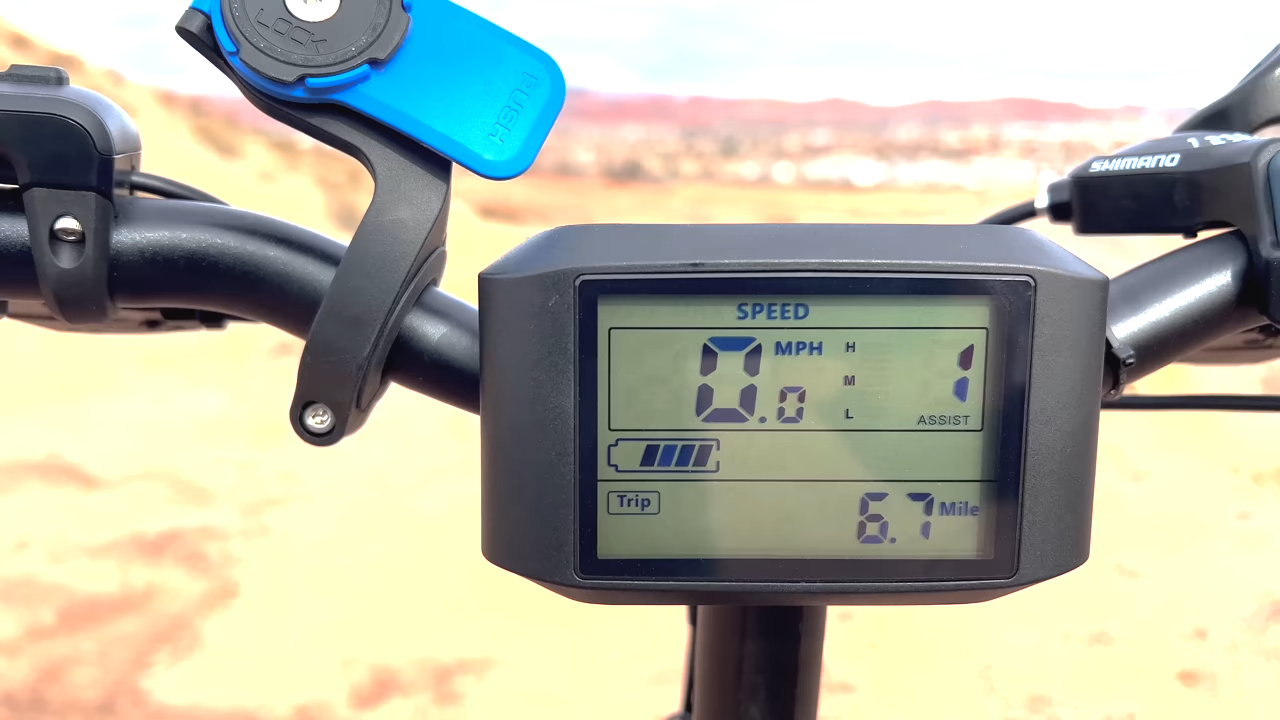 LOCK
PUSH
SHIMANO
SPEED
0.0 MPH
H
M
L
1
ASSIST
Trip
6.7 Mile